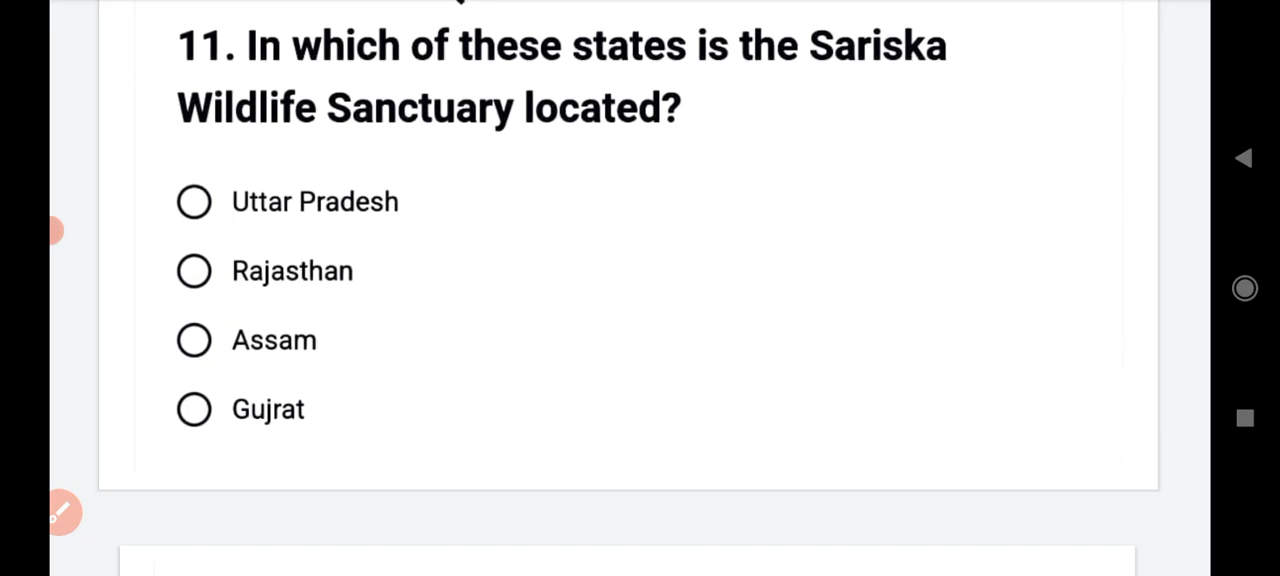 11. In which of these states is the Sariska
Wildlife Sanctuary located?
Uttar Pradesh
Rajasthan
Assam
Gujrat